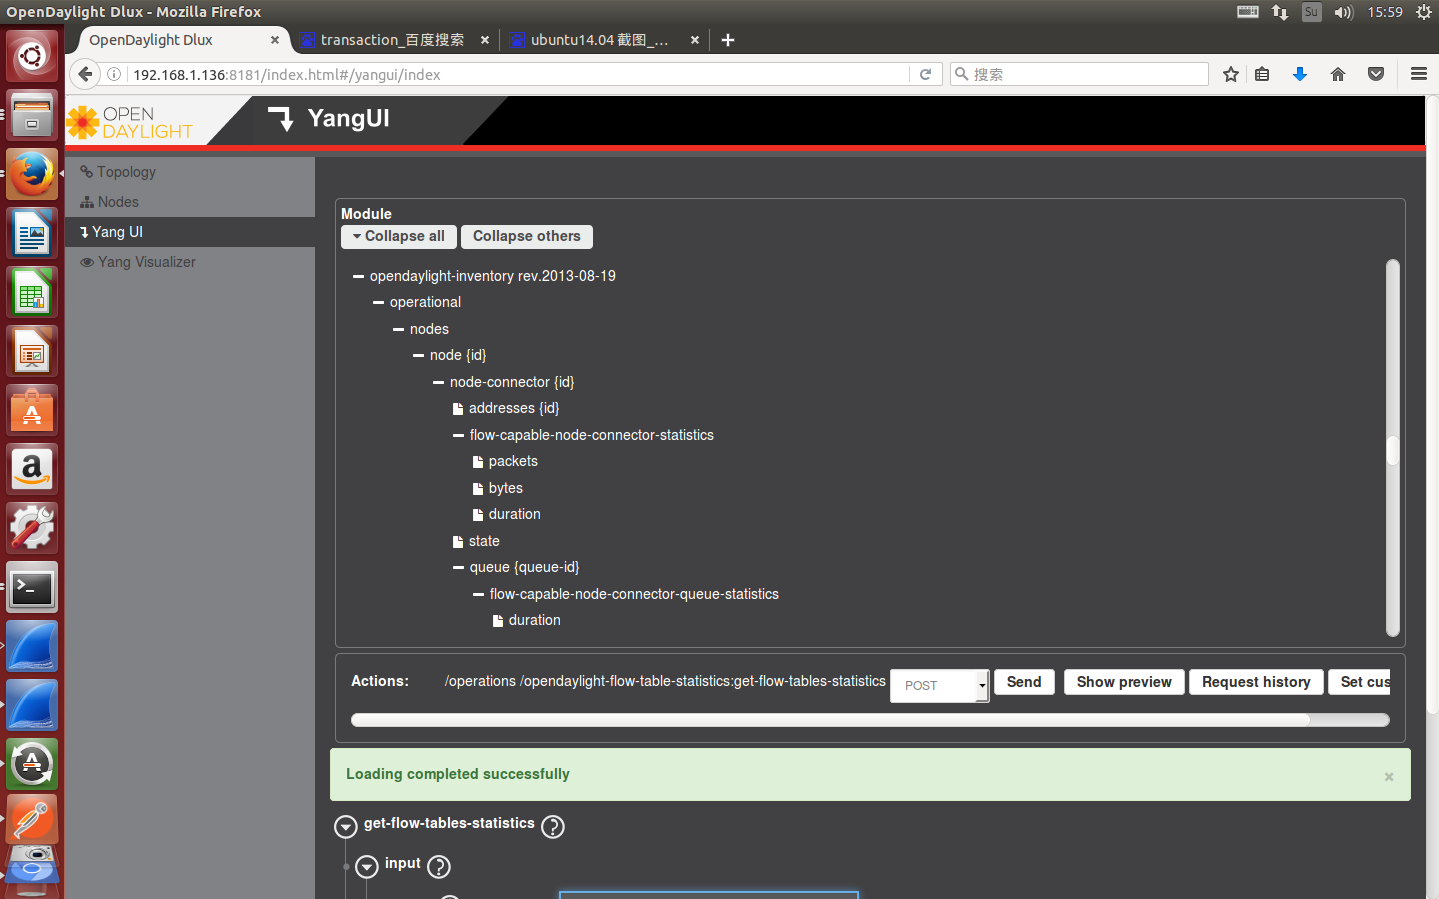 OpenDaylight Dlux - Mozilla Firefox
Su
15:59
OpenDaylight Dlux
transaction_百度搜索
ubuntu14.04 截图_...
192.168.1.136:8181/index.html#/yangui/index
搜索
OPEN
DAYLIGHT
YangUI
Topology
Nodes
Yang UI
Yang Visualizer
Module
Collapse all
Collapse others
opendaylight-inventory rev.2013-08-19
operational
nodes
node {id}
node-connector {id}
addresses {id}
flow-capable-node-connector-statistics
packets
bytes
duration
state
queue {queue-id}
flow-capable-node-connector-queue-statistics
duration
Actions:
/operations /opendaylight-flow-table-statistics:get-flow-tables-statistics
POST
Send
Show preview
Request history
Set cus
Loading completed successfully
×
get-flow-tables-statistics
input